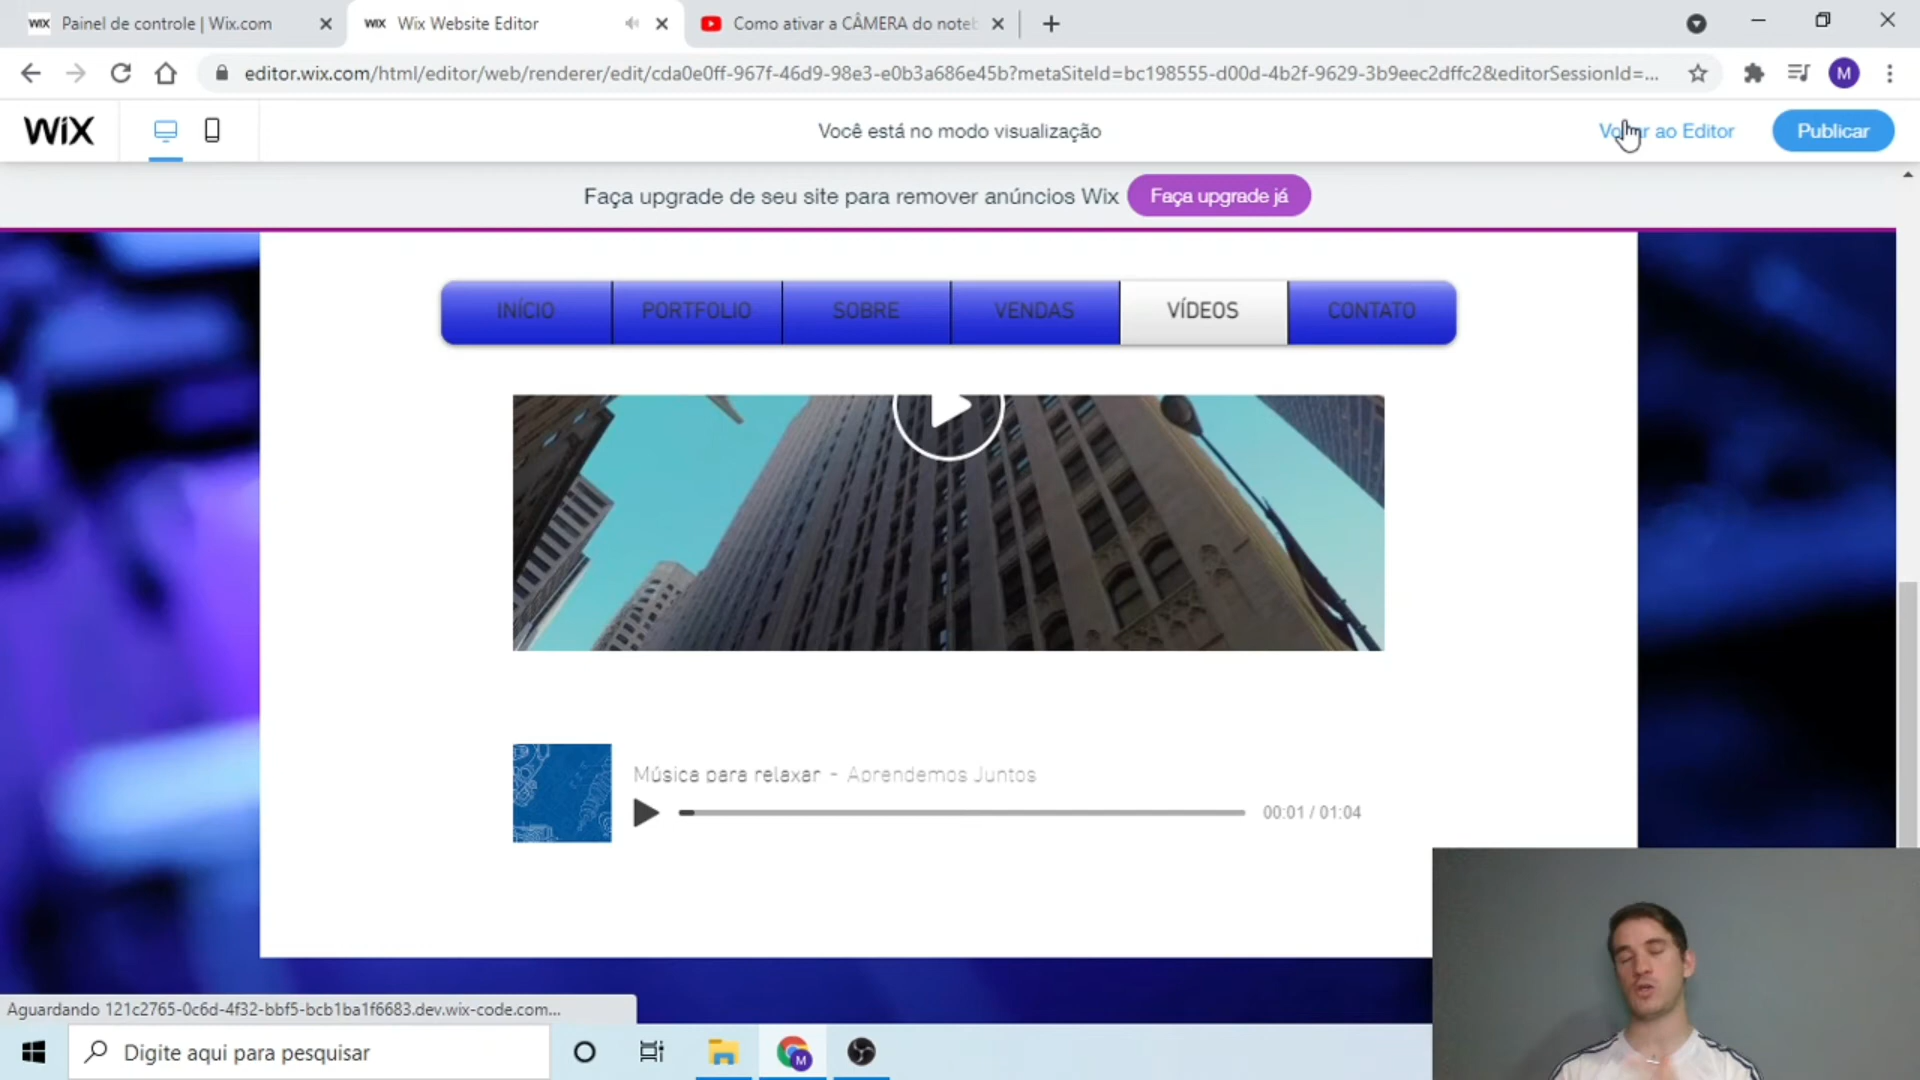 WIX Painel de controle | Wix.com
WIX Wix Website Editor
Como ativar a CÂMERA do note
editor.wix.com/html/editor/web/renderer/edit/cda0e0ff-967f-46d9-98e3-e0b3a686e45b?metaSiteId=bc198555-d00d-4b2f-9629-3b9eec2dffc2&editorSessionId=...
M
WiX
Você está no modo visualização
Voltar ao Editor
Publicar
Faça upgrade de seu site para remover anúncios Wix
Faça upgrade já
INÍCIO
PORTFOLIO
SOBRE
VENDAS
VÍDEOS
CONTATO
Música para relaxar - Aprendemos Juntos
00:01 / 01:04
Aguardando 121c2765-0c6d-4f32-bbf5-bcb1ba1f6683.dev.wix-code.com...
Digite aqui para pesquisar
M